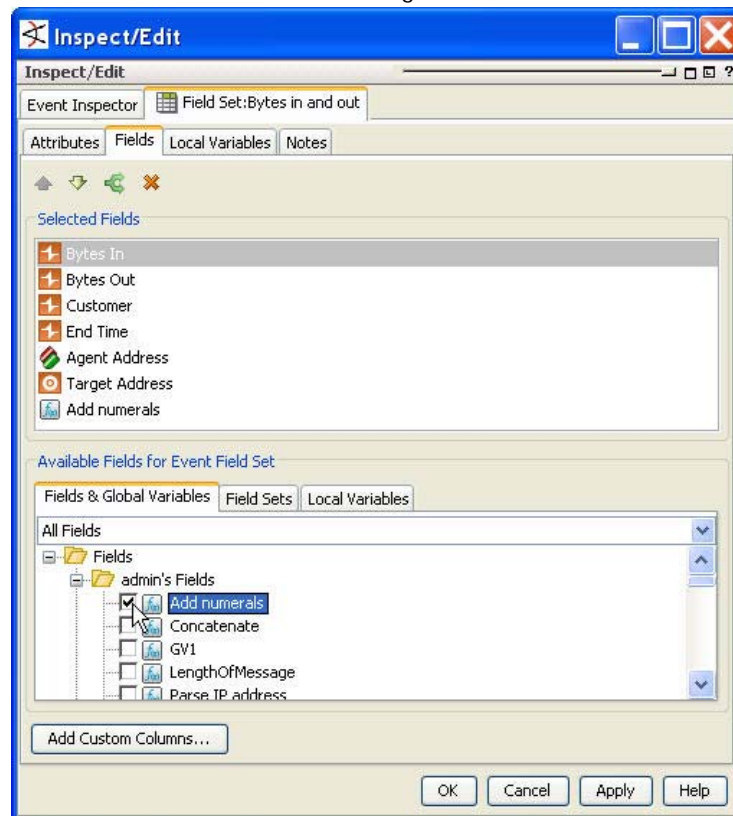 Inspect/Edit
Inspect/Edit ?
Event Inspector Field Set:Bytes in and out
Attributes Fields Local Variables Notes
Selected Fields
Bytes In
Bytes Out
Customer
End Time
Agent Address
Target Address
Add numerals
Available Fields for Event Field Set
Fields & Global Variables Field Sets Local Variables
All Fields
Fields
admin's Fields
Add numerals
Concatenate
GV1
LengthOfMessage
Parse IP address
Add Custom Columns...
OK Cancel Apply Help